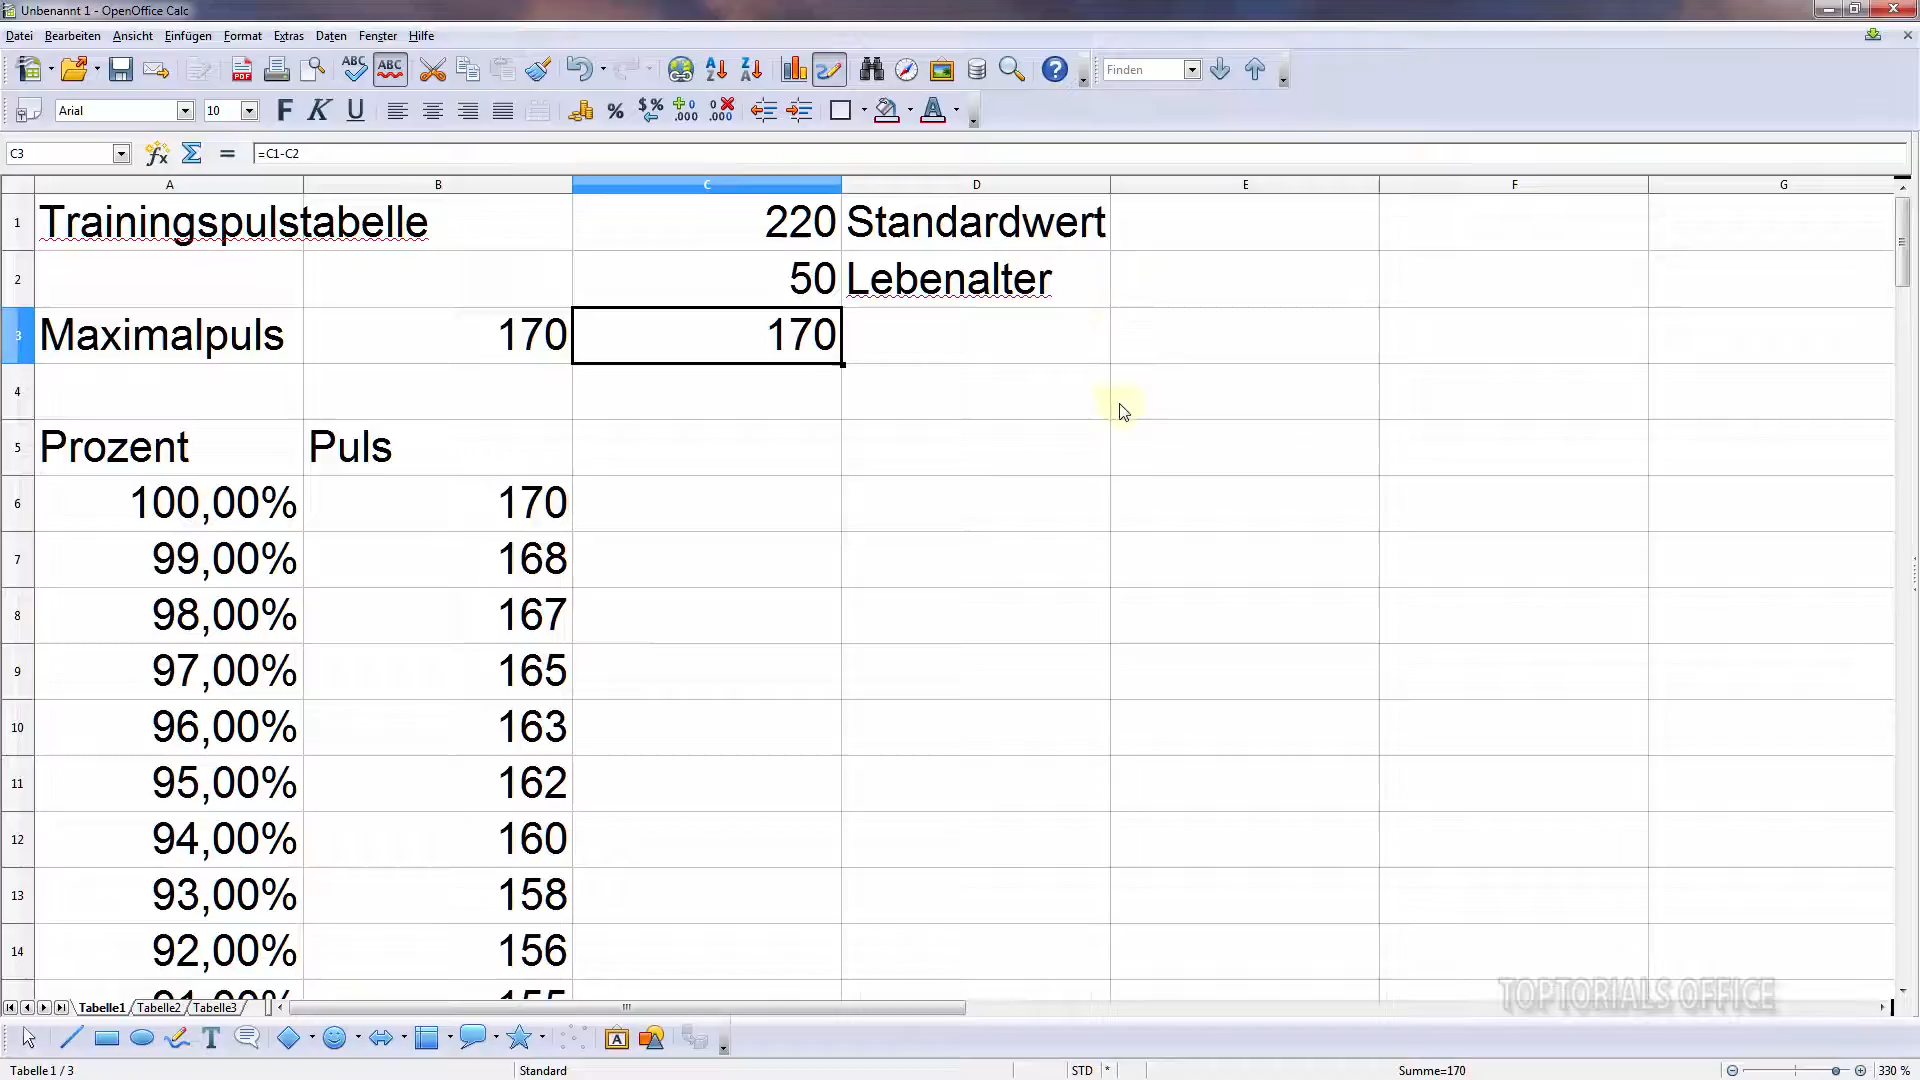 Unbenannt 1 - OpenOffice Calc
Datei Bearbeiten Ansicht Einfügen Format Extras Daten Fenster Hilfe
Finden
Arial 10 F K U
C3 =C1-C2
A B C D E F G
1 Trainingspulstabelle 220 Standardwert
2 50 Lebenalter
3 Maximalpuls 170 170
4
5 Prozent Puls
6 100,00% 170
7 99,00% 168
8 98,00% 167
9 97,00% 165
10 96,00% 163
11 95,00% 162
12 94,00% 160
13 93,00% 158
14 92,00% 156
91,00% 155
TOPTORIALS OFFICE
Tabelle1 Tabelle2 Tabelle3
Tabelle 1 / 3 Standard STD * Summe=170 330 %